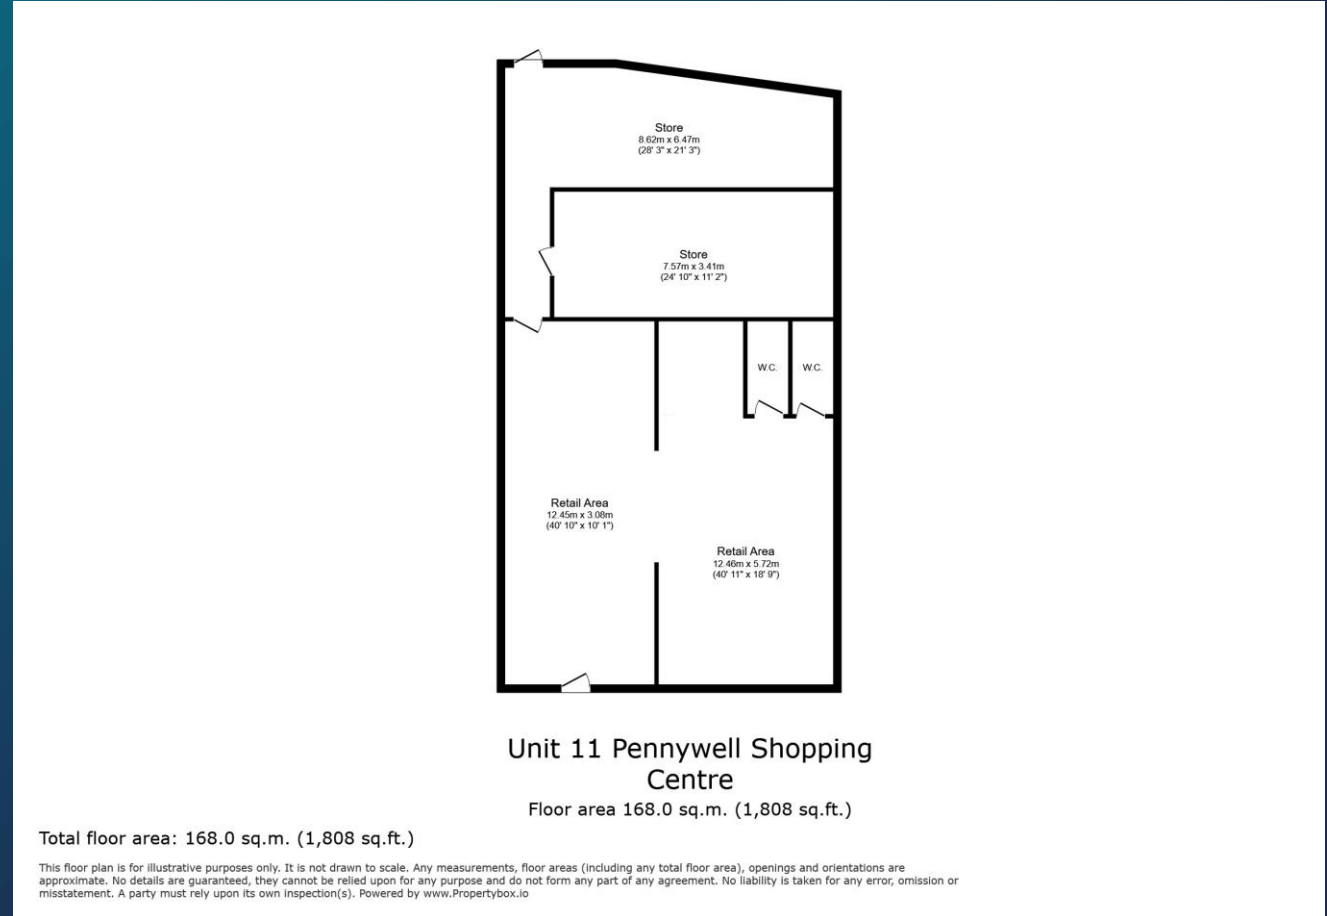 Store
8.62m x 6.47m
(28' 3" x 21' 3")
Store
7.57m x 3.41m
(24' 10" x 11' 2")
W.C.
W.C.
Retail Area
12.45m x 3.08m
(40' 10" x 10' 1")
Retail Area
12.46m x 5.72m
(40' 11" x 18' 9")
Unit 11 Pennywell Shopping
Centre
Floor area 168.0 sq.m. (1,808 sq.ft.)
Total floor area: 168.0 sq.m. (1,808 sq.ft.)
This floor plan is for illustrative purposes only. It is not drawn to scale. Any measurements, floor areas (including any total floor area), openings and orientations are
approximate. No details are guaranteed, they cannot be relied upon for any purpose and do not form any part of any agreement. No liability is taken for any error, omission or
misstatement. A party must rely upon its own inspection(s). Powered by www.Propertybox.io